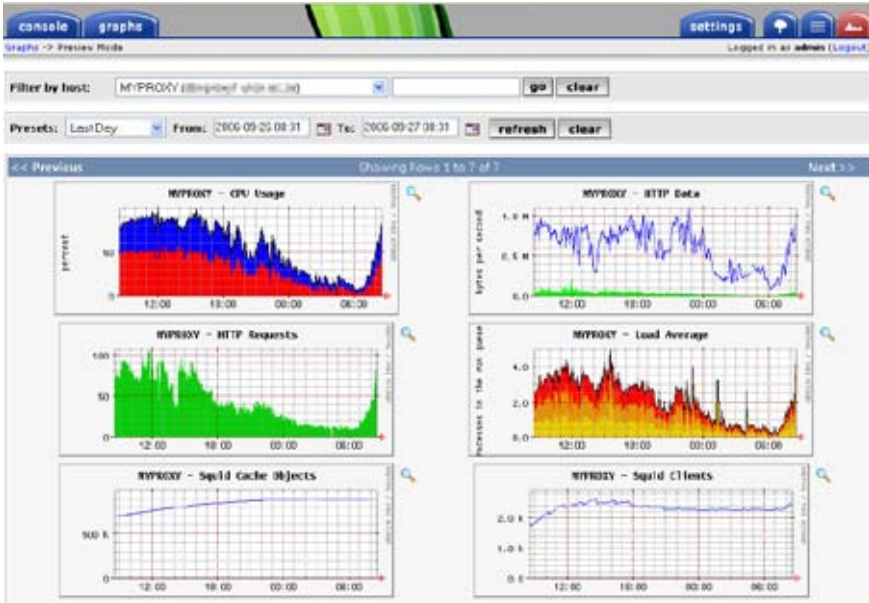 console graphs settings
Graphs -> Preview Mode Logged in as admin (Logout)
Filter by host: MYPROXY go clear
Presets: Last Day From: 2006-09-26 08:31 To: 2006-09-27 08:31 refresh clear
<< Previous Showing Rows 1 to 7 of 7 Next >>
MYPROXY - CPU Usage
percent
50
0
12:00 18:00 00:00 06:00
MYPROXY - HTTP Data
bytes per second
1.0 M
0.5 M
0.0
12:00 18:00 00:00 06:00
MYPROXY - HTTP Requests
100
50
0
12:00 18:00 00:00 06:00
MYPROXY - Load Average
processes in the run queue
4.0
2.0
0.0
12:00 18:00 00:00 06:00
MYPROXY - Squid Cache Objects
500 k
0
12:00 18:00 00:00 06:00
MYPROXY - Squid Clients
2.0 k
1.0 k
0.0
12:00 18:00 00:00 06:00